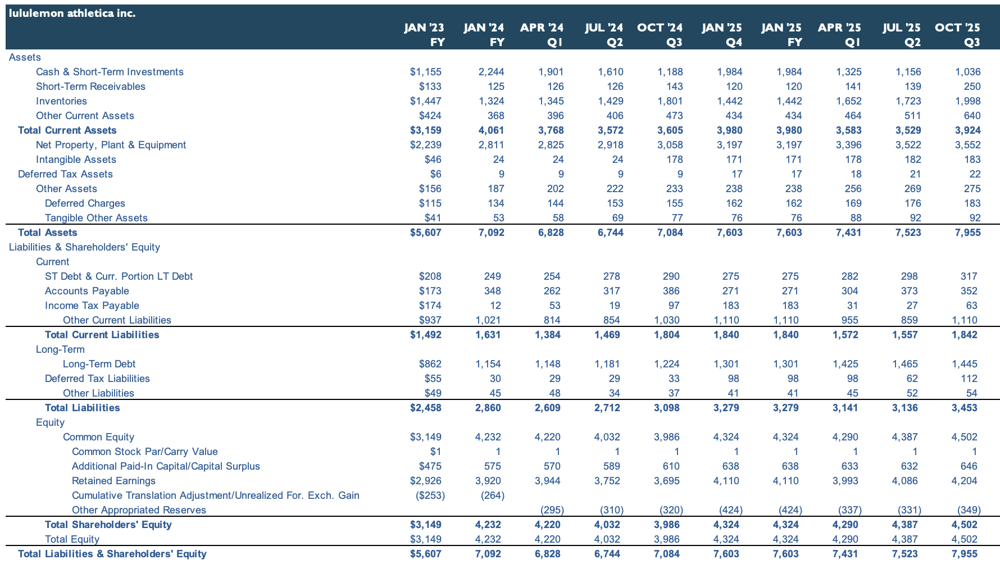 lululemon athletica inc.
JAN '23 JAN '24 APR '24 JUL '24 OCT '24 JAN '25 JAN '25 APR '25 JUL '25 OCT '25
FY FY Q1 Q2 Q3 Q4 FY Q1 Q2 Q3
Assets
Cash & Short-Term Investments $1,155 2,244 1,901 1,610 1,188 1,984 1,984 1,325 1,156 1,036
Short-Term Receivables $133 125 126 126 143 120 120 141 139 250
Inventories $1,447 1,324 1,345 1,429 1,801 1,442 1,442 1,652 1,723 1,998
Other Current Assets $424 368 396 406 473 434 434 464 511 640
Total Current Assets $3,159 4,061 3,768 3,572 3,605 3,980 3,980 3,583 3,529 3,924
Net Property, Plant & Equipment $2,239 2,811 2,825 2,918 3,058 3,197 3,197 3,396 3,522 3,552
Intangible Assets $46 24 24 24 178 171 171 178 182 183
Deferred Tax Assets $6 9 9 9 9 17 17 18 21 22
Other Assets $156 187 202 222 233 238 238 256 269 275
Deferred Charges $115 134 144 153 155 162 162 169 176 183
Tangible Other Assets $41 53 58 69 77 76 76 88 92 92
Total Assets $5,607 7,092 6,828 6,744 7,084 7,603 7,603 7,431 7,523 7,955
Liabilities & Shareholders' Equity
Current
ST Debt & Curr. Portion LT Debt $208 249 254 278 290 275 275 282 298 317
Accounts Payable $173 348 262 317 386 271 271 304 373 352
Income Tax Payable $174 12 53 19 97 183 183 31 27 63
Other Current Liabilities $937 1,021 814 854 1,030 1,110 1,110 955 859 1,110
Total Current Liabilities $1,492 1,631 1,384 1,469 1,804 1,840 1,840 1,572 1,557 1,842
Long-Term
Long-Term Debt $862 1,154 1,148 1,181 1,224 1,301 1,301 1,425 1,465 1,445
Deferred Tax Liabilities $55 30 29 29 33 98 98 98 62 112
Other Liabilities $49 45 48 34 37 41 41 45 52 54
Total Liabilities $2,458 2,860 2,609 2,712 3,098 3,279 3,279 3,141 3,136 3,453
Equity
Common Equity $3,149 4,232 4,220 4,032 3,986 4,324 4,324 4,290 4,387 4,502
Common Stock Par/Carry Value $1 1 1 1 1 1 1 1 1 1
Additional Paid-In Capital/Capital Surplus $475 575 570 589 610 638 638 633 632 646
Retained Earnings $2,926 3,920 3,944 3,752 3,695 4,110 4,110 3,993 4,086 4,204
Cumulative Translation Adjustment/Unrealized For. Exch. Gain ($253) (264)
Other Appropriated Reserves (295) (310) (320) (424) (424) (337) (331) (349)
Total Shareholders' Equity $3,149 4,232 4,220 4,032 3,986 4,324 4,324 4,290 4,387 4,502
Total Equity $3,149 4,232 4,220 4,032 3,986 4,324 4,324 4,290 4,387 4,502
Total Liabilities & Shareholders' Equity $5,607 7,092 6,828 6,744 7,084 7,603 7,603 7,431 7,523 7,955